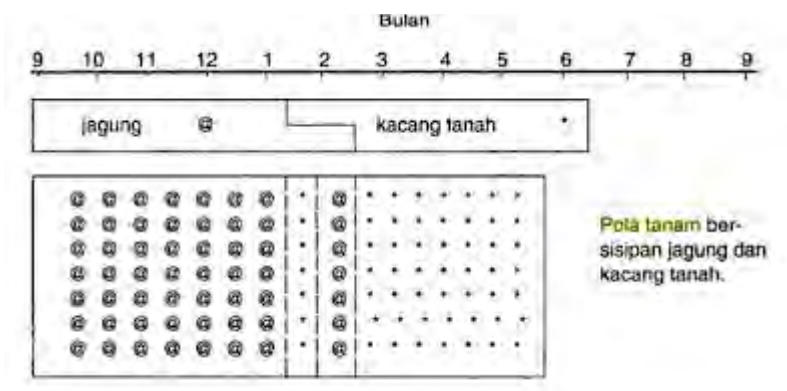 Bulan
9 10 11 12 1 2 3 4 5 6 7 8 9
jagung @ kacang tanah *
@ @ @ @ @ @ @ * @ * * * * * * *
@ @ @ @ @ @ @ * @ * * * * * * *
@ @ @ @ @ @ @ * @ * * * * * * *
@ @ @ @ @ @ @ * @ * * * * * * *
@ @ @ @ @ @ @ * @ * * * * * * *
@ @ @ @ @ @ @ * @ * * * * * * *
@ @ @ @ @ @ @ * @ * * * * * * *
Pola tanam ber-
sisipan jagung dan
kacang tanah.